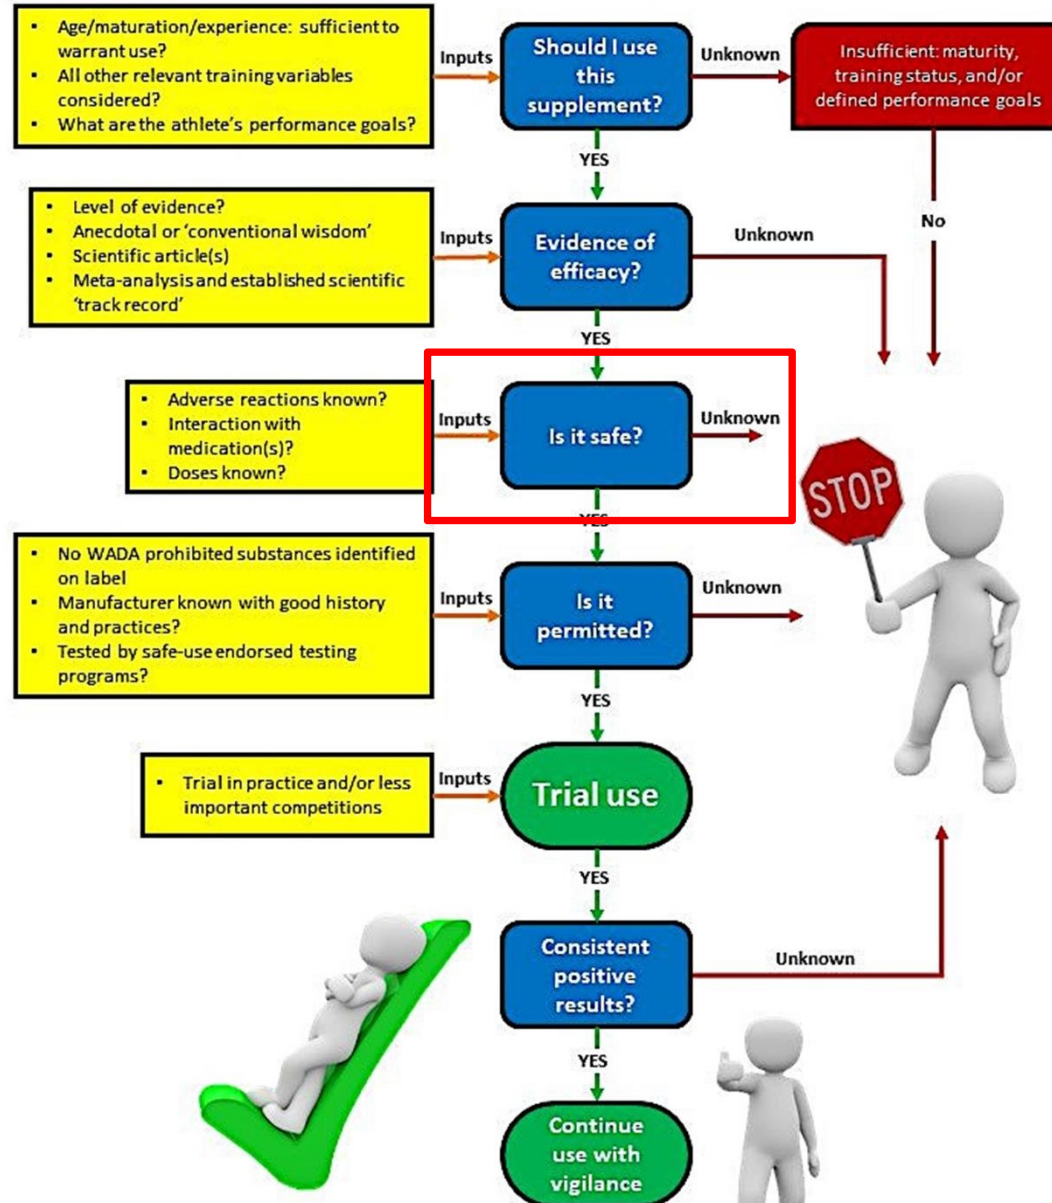 • Age/maturation/experience: sufficient to
warrant use?
• All other relevant training variables
considered?
• What are the athlete's performance goals?
Inputs
Should I use
this
supplement?
Unknown
Insufficient: maturity,
training status, and/or
defined performance goals
YES
No
• Level of evidence?
• Anecdotal or 'conventional wisdom'
• Scientific article(s)
• Meta-analysis and established scientific
'track record'
Inputs
Evidence of
efficacy?
Unknown
YES
• Adverse reactions known?
• Interaction with
medication(s)?
• Doses known?
Inputs
Is it safe?
Unknown
YES
STOP
• No WADA prohibited substances identified
on label
• Manufacturer known with good history
and practices?
• Tested by safe-use endorsed testing
programs?
Inputs
Is it
permitted?
Unknown
YES
• Trial in practice and/or less
important competitions
Inputs
Trial use
YES
Consistent
positive
results?
Unknown
YES
Continue
use with
vigilance